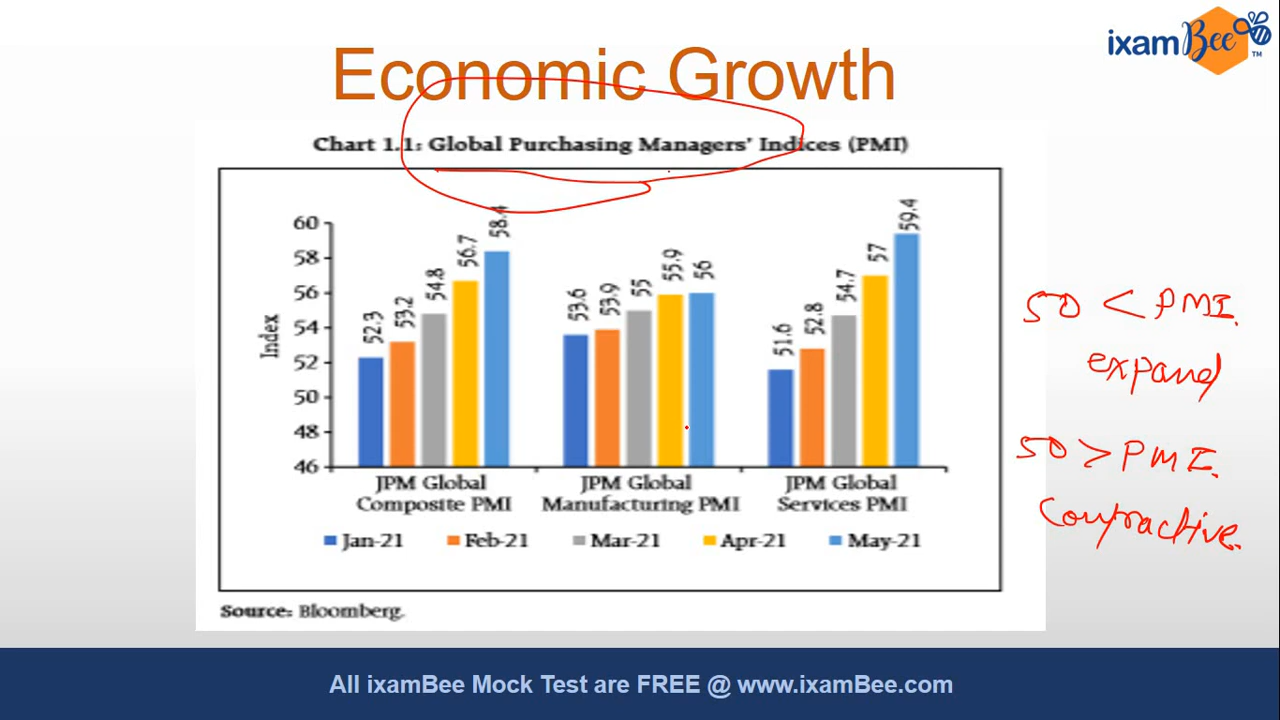 ixamBee™
Economic Growth
Chart 1.1: Global Purchasing Managers' Indices (PMI)
60
58
56
54
52
50
48
46
Index
52.3
53.2
54.8
56.7
58.4
53.6
53.9
55
55.9
56
51.6
52.8
54.7
57
59.4
JPM Global
Composite PMI
JPM Global
Manufacturing PMI
JPM Global
Services PMI
Jan-21 Feb-21 Mar-21 Apr-21 May-21
Source: Bloomberg.
50 < PMI.
expand
50 > PMI.
Contractive.
All ixamBee Mock Test are FREE @ www.ixamBee.com